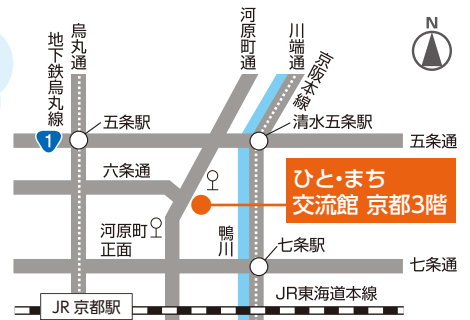 烏丸通
地下鉄烏丸線
河原町通
川端通
京阪本線
N
1
五条駅
清水五条駅
五条通
六条通
ひと・まち
交流館 京都3階
河原町
正面
鴨川
七条駅
七条通
JR東海道本線
JR 京都駅